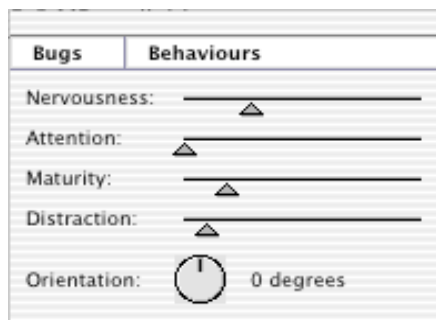 Bugs Behaviours
Nervousness:
Attention:
Maturity:
Distraction:
Orientation: 0 degrees